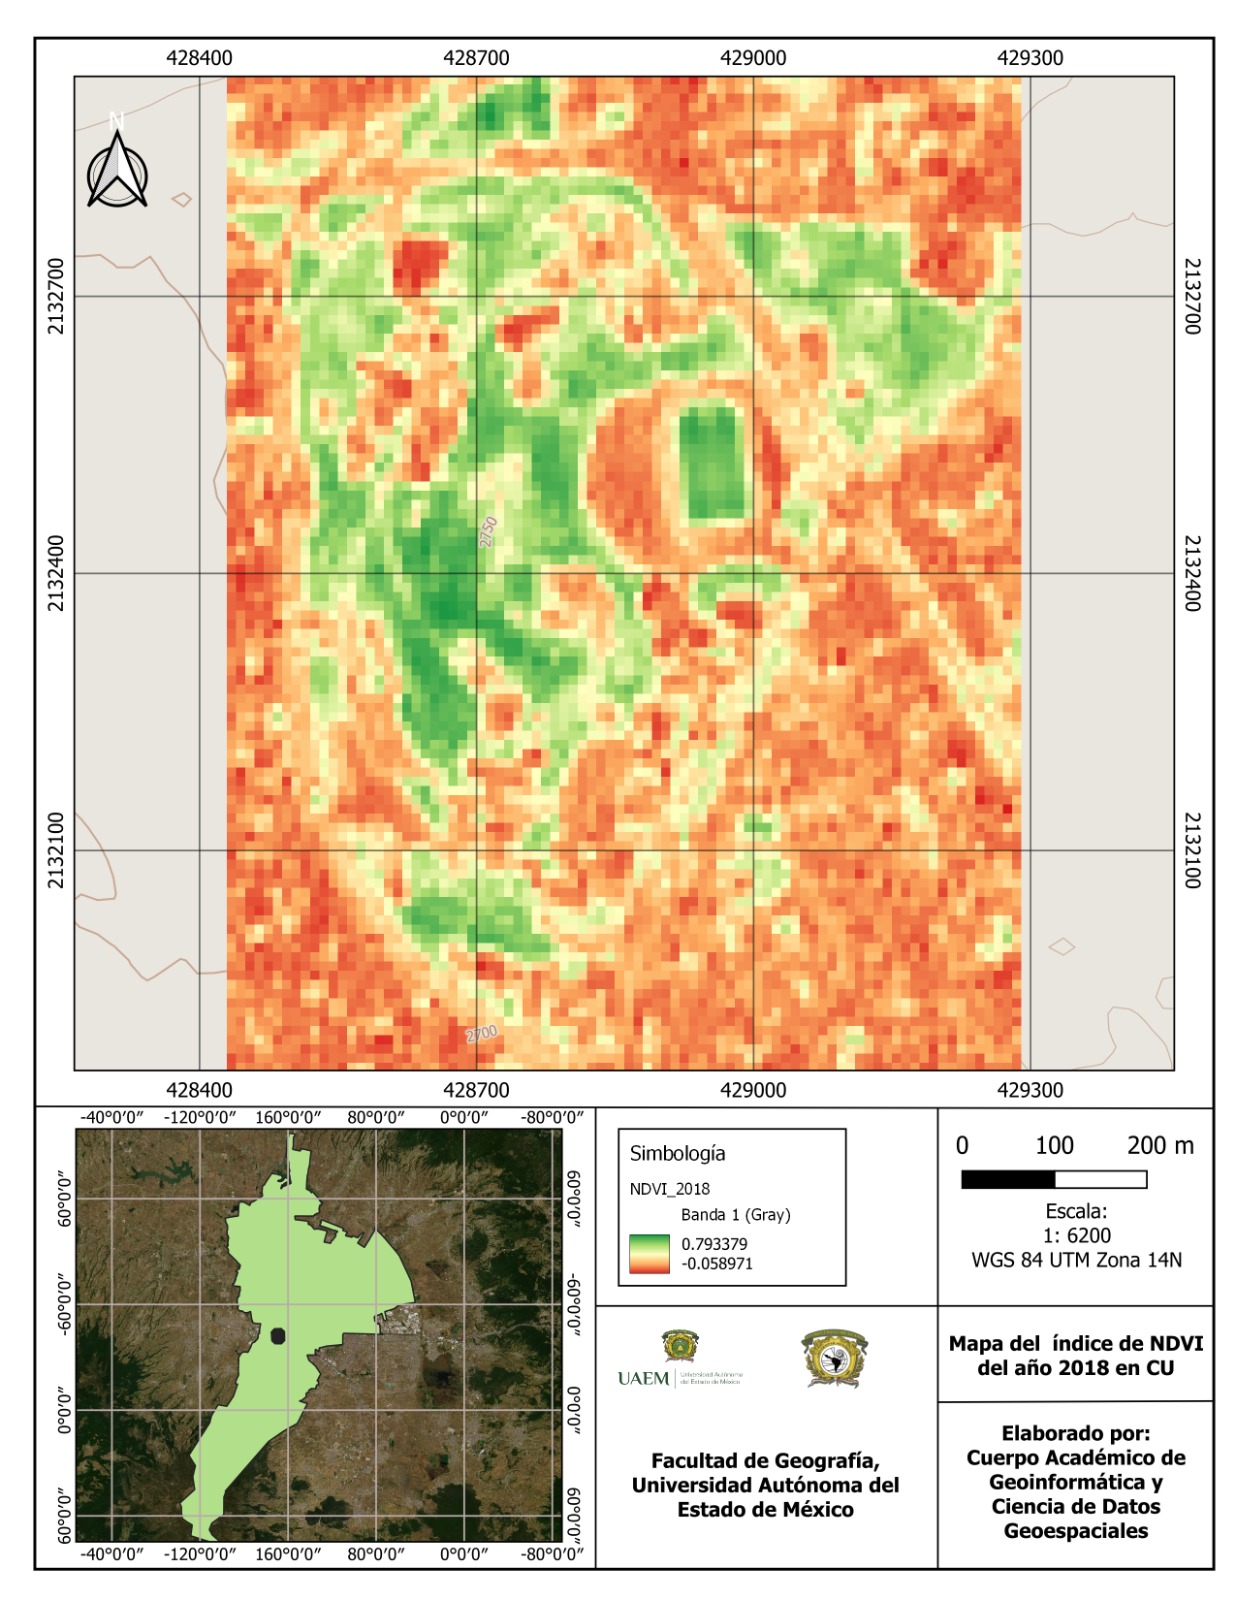 428400 428700 429000 429300
N
2132700
2132400
2132100
2132700
2132400
2132100
2750
2700
428400 428700 429000 429300
-40°0'0" -120°0'0" 160°0'0" 80°0'0" 0°0'0" -80°0'0"
60°0'0"
-60°0'0"
0°0'0"
60°0'0"
60°0'0"
-60°0'0"
0°0'0"
60°0'0"
-40°0'0" -120°0'0" 160°0'0" 80°0'0" 0°0'0" -80°0'0"
Simbología
NDVI_2018
Banda 1 (Gray)
0.793379
-0.058971
0 100 200 m
Escala:
1: 6200
WGS 84 UTM Zona 14N
UAEM
Universidad Autónoma
del Estado de México
Facultad de Geografía,
Universidad Autónoma del
Estado de México
Mapa del índice de NDVI
del año 2018 en CU
Elaborado por:
Cuerpo Académico de
Geoinformática y
Ciencia de Datos
Geoespaciales